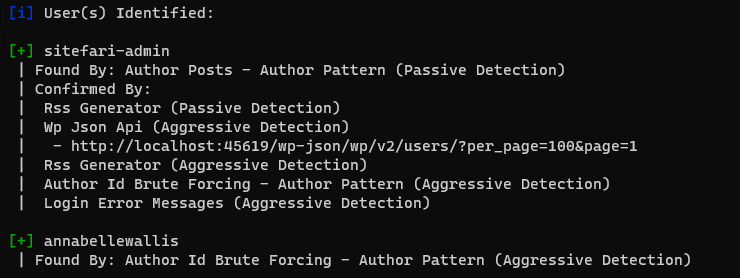 [i] User(s) Identified:
[+] sitefari-admin
| Found By: Author Posts - Author Pattern (Passive Detection)
| Confirmed By:
|  Rss Generator (Passive Detection)
|  Wp Json Api (Aggressive Detection)
|   - http://localhost:45619/wp-json/wp/v2/users/?per_page=100&page=1
|  Rss Generator (Aggressive Detection)
|  Author Id Brute Forcing - Author Pattern (Aggressive Detection)
|  Login Error Messages (Aggressive Detection)
[+] annabellewallis
| Found By: Author Id Brute Forcing - Author Pattern (Aggressive Detection)